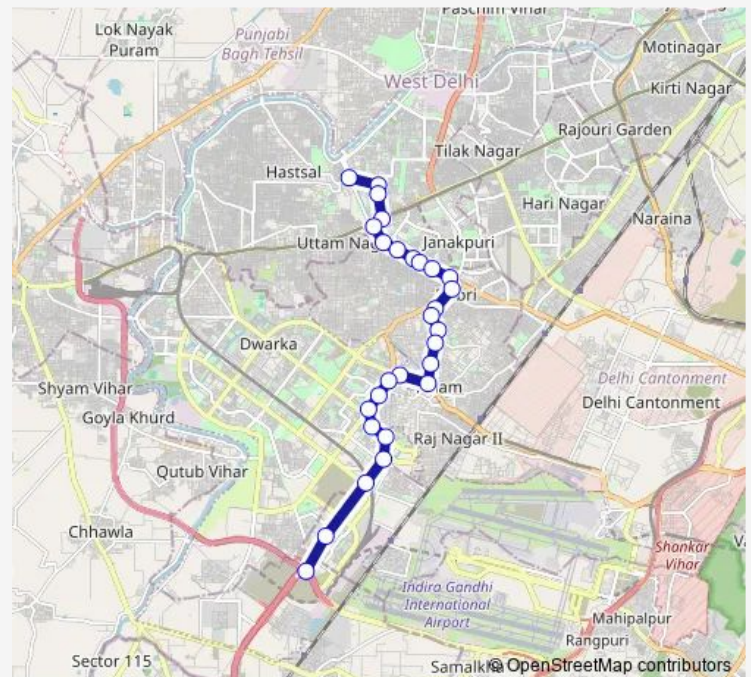 Paschim Vihar
Lok Nayak
Puram
Punjabi
Bagh Tehsil
Motinagar
West Delhi
Kirti Nagar
Rajouri Garden
Tilak Nagar
Hastsal
Hari Nagar
Naraina
Uttam Nag
Janakpuri
Dwarka
Shyam Vihar
Delhi Cantonment
Delhi Cantonment
Goyla Khurd
Raj Nagar II
Qutub Vihar
Chhawla
Shankar
Vihar
Indira Gandhi
International
Airport
Mahipalpur
Rangpuri
Sector 115
Samalkha
© OpenStreetMap contributors